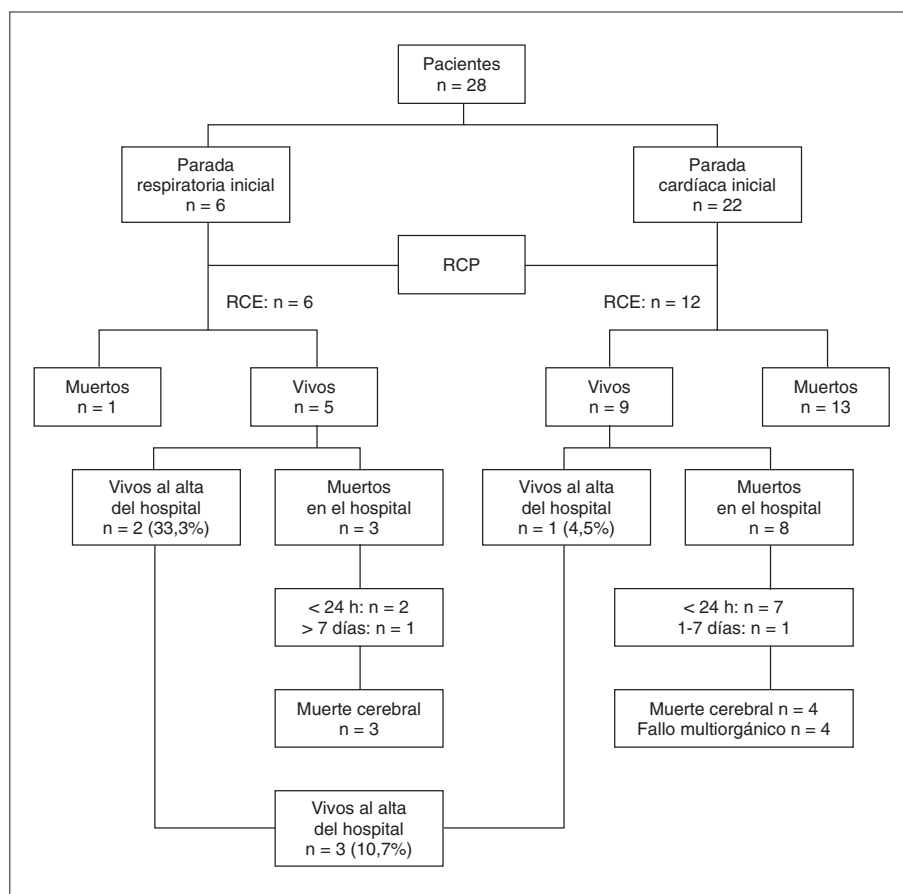 Pacientes
n = 28
Parada
respiratoria inicial
n = 6
Parada
cardíaca inicial
n = 22
RCP
RCE: n = 6
RCE: n = 12
Muertos
n = 1
Vivos
n = 5
Vivos
n = 9
Muertos
n = 13
Vivos al alta
del hospital
n = 2 (33,3%)
Muertos
en el hospital
n = 3
Vivos al alta
del hospital
n = 1 (4,5%)
Muertos
en el hospital
n = 8
< 24 h: n = 2
> 7 días: n = 1
< 24 h: n = 7
1-7 días: n = 1
Muerte cerebral
n = 3
Muerte cerebral n = 4
Fallo multiorgánico n = 4
Vivos al alta
del hospital
n = 3 (10,7%)